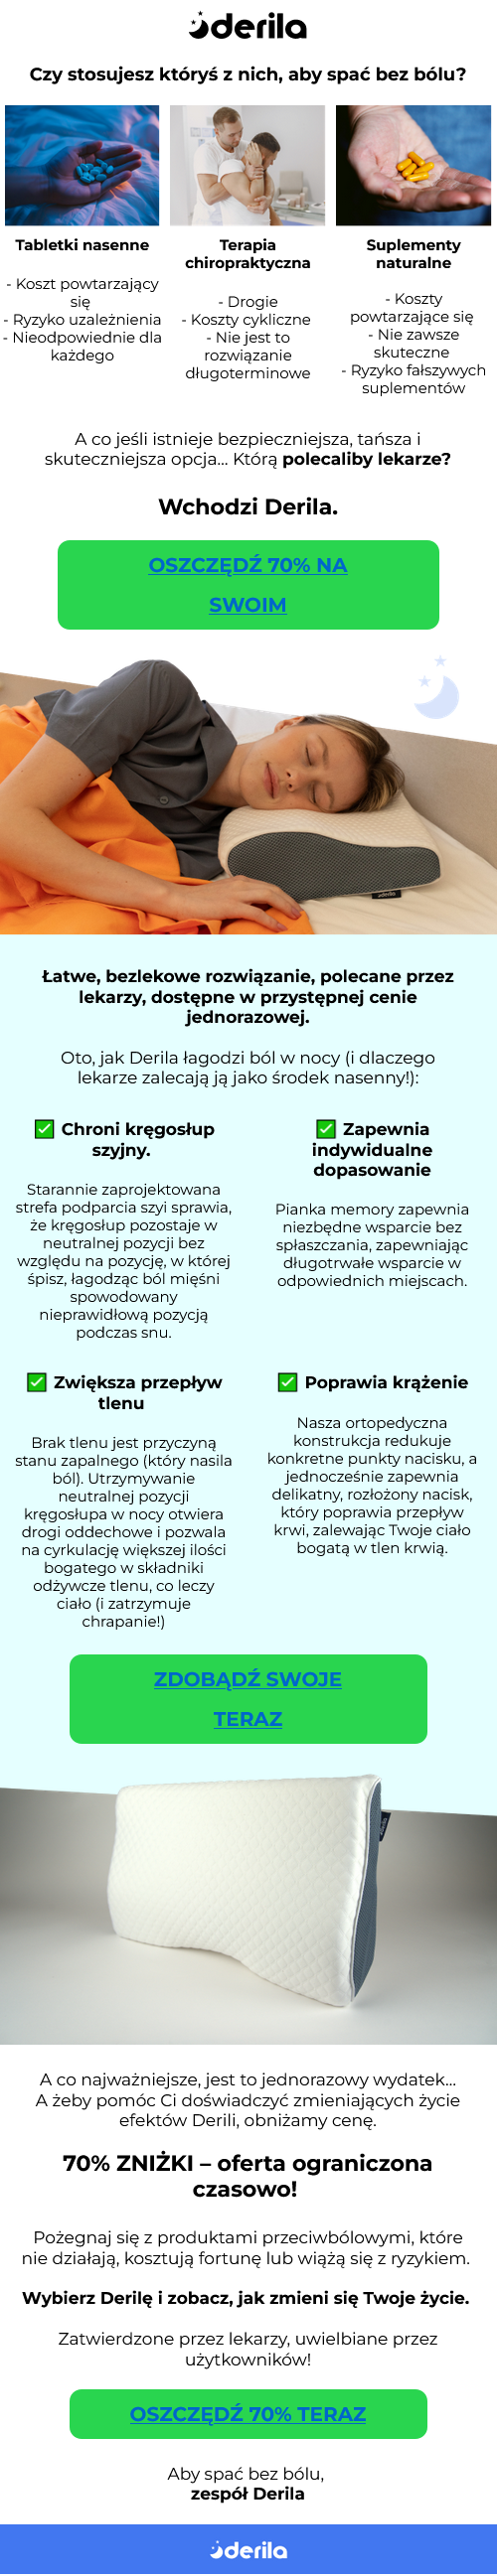 derila
Czy stosujesz któryś z nich, aby spać bez bólu?
Tabletki nasenne
- Koszt powtarzający
się
- Ryzyko uzależnienia
- Nieodpowiednie dla
każdego
Terapia
chiropraktyczna
- Drogie
- Koszty cykliczne
- Nie jest to
rozwiązanie
długoterminowe
Suplementy
naturalne
- Koszty
powtarzające się
- Nie zawsze
skuteczne
- Ryzyko fałszywych
suplementów
A co jeśli istnieje bezpieczniejsza, tańsza i
skuteczniejsza opcja... Którą polecaliby lekarze?
Wchodzi Derila.
OSZCZĘDŹ 70% NA
SWOIM
Łatwe, bezlekowe rozwiązanie, polecane przez
lekarzy, dostępne w przystępnej cenie
jednorazowej.
Oto, jak Derila łagodzi ból w nocy (i dlaczego
lekarze zalecają ją jako środek nasenny!):
✅ Chroni kręgosłup
szyjny.
Starannie zaprojektowana
strefa podparcia szyi sprawia,
że kręgosłup pozostaje w
neutralnej pozycji bez
względu na pozycję, w której
śpisz, łagodząc ból mięśni
spowodowany
nieprawidłową pozycją
podczas snu.
✅ Zapewnia
indywidualne
dopasowanie
Pianka memory zapewnia
niezbędne wsparcie bez
spłaszczania, zapewniając
długotrwałe wsparcie w
odpowiednich miejscach.
✅ Zwiększa przepływ
tlenu
Brak tlenu jest przyczyną
stanu zapalnego (który nasila
ból). Utrzymywanie
neutralnej pozycji
kręgosłupa w nocy otwiera
drogi oddechowe i pozwala
na cyrkulację większej ilości
bogatego w składniki
odżywcze tlenu, co leczy
ciało (i zatrzymuje
chrapanie!)
✅ Poprawia krążenie
Nasza ortopedyczna
konstrukcja redukuje
konkretne punkty nacisku, a
jednocześnie zapewnia
delikatny, rozłożony nacisk,
który poprawia przepływ
krwi, zalewając Twoje ciało
bogatą w tlen krwią.
ZDOBĄDŹ SWOJE
TERAZ
A co najważniejsze, jest to jednorazowy wydatek...
A żeby pomóc Ci doświadczyć zmieniających życie
efektów Derili, obniżamy cenę.
70% ZNIŻKI – oferta ograniczona
czasowo!
Pożegnaj się z produktami przeciwbólowymi, które
nie działają, kosztują fortunę lub wiążą się z ryzykiem.
Wybierz Derilę i zobacz, jak zmieni się Twoje życie.
Zatwierdzone przez lekarzy, uwielbiane przez
użytkowników!
OSZCZĘDŹ 70% TERAZ
Aby spać bez bólu,
zespół Derila
derila